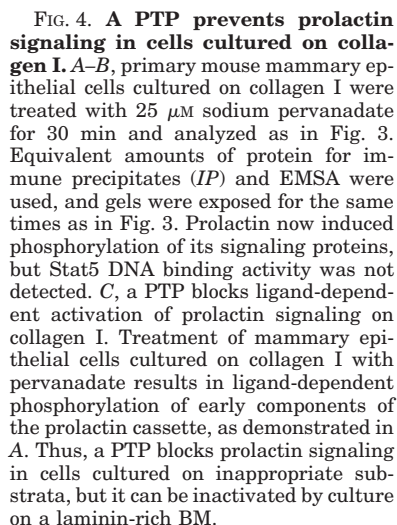 FIG. 4. A PTP prevents prolactin
signaling in cells cultured on colla-
gen I. A–B, primary mouse mammary ep-
ithelial cells cultured on collagen I were
treated with 25 μM sodium pervanadate
for 30 min and analyzed as in Fig. 3.
Equivalent amounts of protein for im-
mune precipitates (IP) and EMSA were
used, and gels were exposed for the same
times as in Fig. 3. Prolactin now induced
phosphorylation of its signaling proteins,
but Stat5 DNA binding activity was not
detected. C, a PTP blocks ligand-depend-
ent activation of prolactin signaling on
collagen I. Treatment of mammary epi-
thelial cells cultured on collagen I with
pervanadate results in ligand-dependent
phosphorylation of early components of
the prolactin cassette, as demonstrated in
A. Thus, a PTP blocks prolactin signaling
in cells cultured on inappropriate sub-
strata, but it can be inactivated by culture
on a laminin-rich BM.